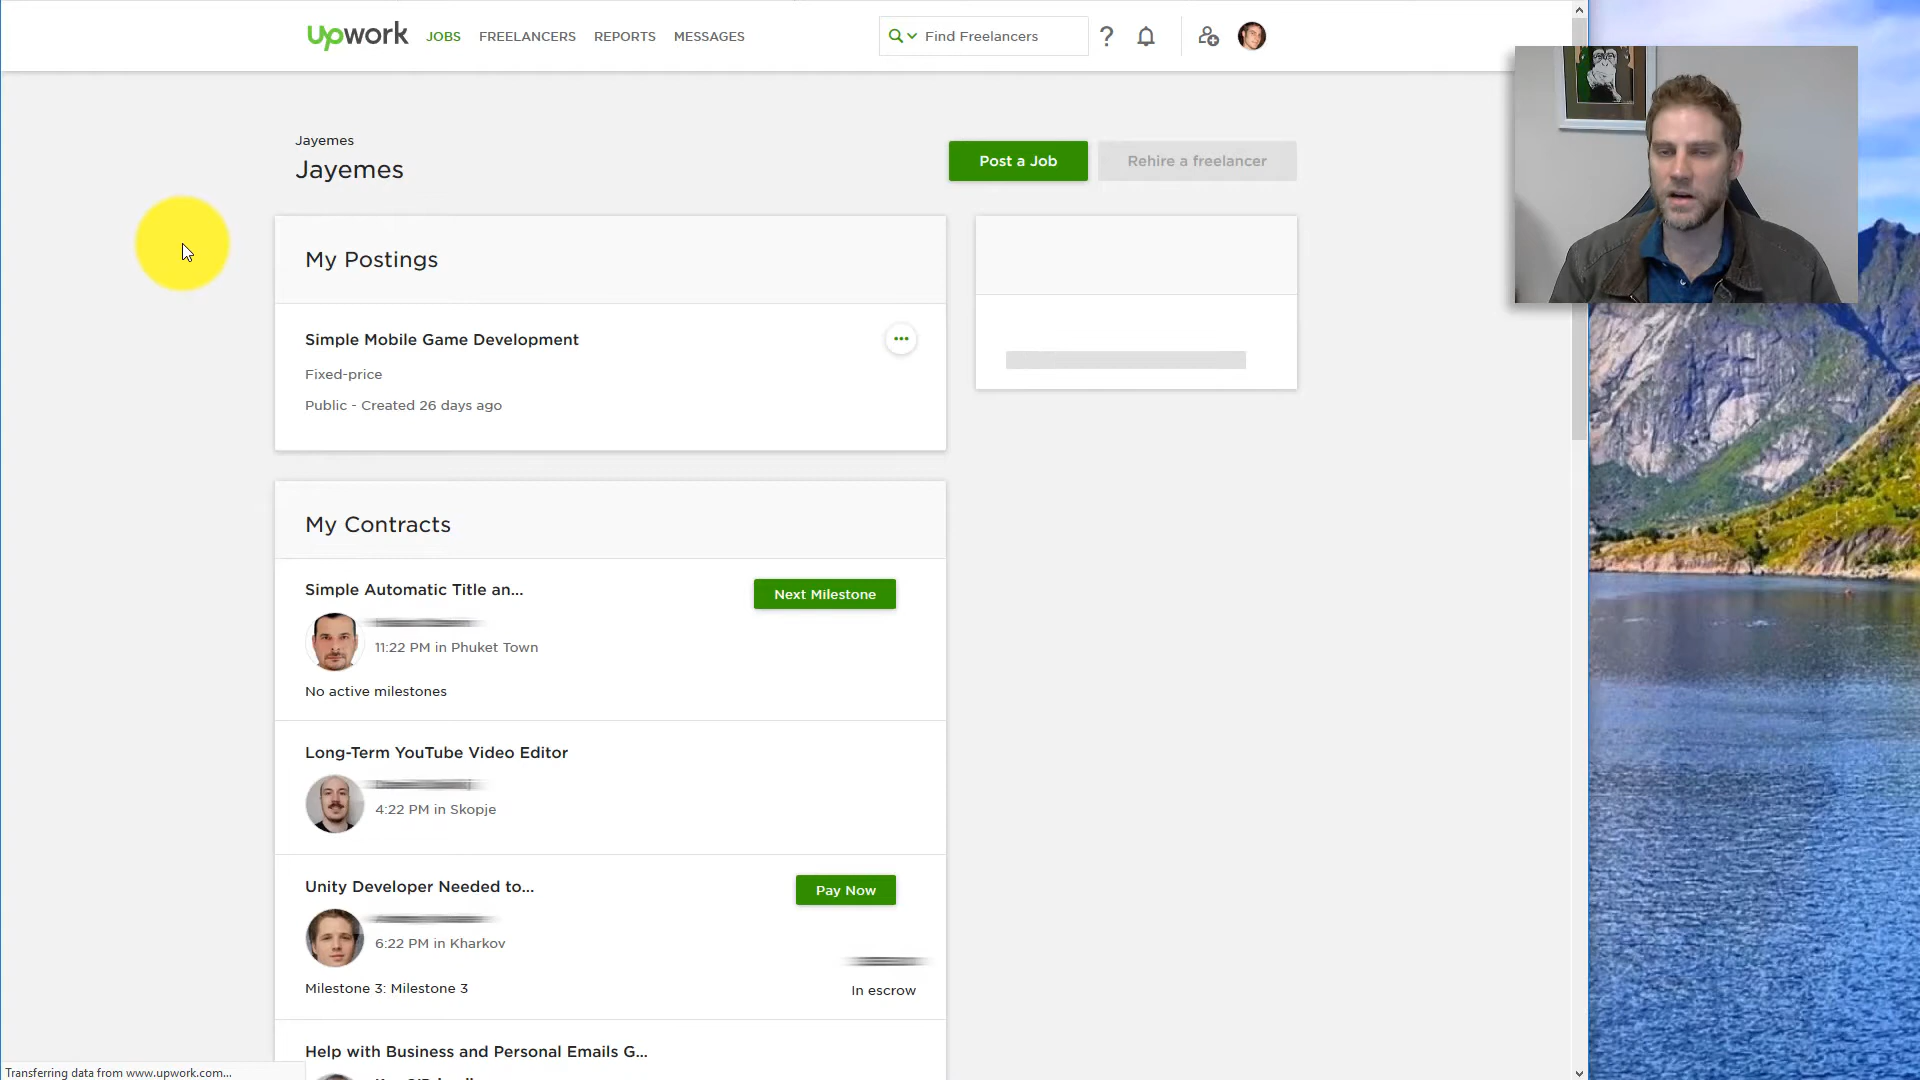 Upwork JOBS FREELANCERS REPORTS MESSAGES Find Freelancers ?
Jayemes
Jayemes
Post a Job Rehire a freelancer
My Postings
Simple Mobile Game Development
Fixed-price
Public - Created 26 days ago
My Contracts
Simple Automatic Title an...
Next Milestone
11:22 PM in Phuket Town
No active milestones
Long-Term YouTube Video Editor
4:22 PM in Skopje
Unity Developer Needed to...
Pay Now
6:22 PM in Kharkov
Milestone 3: Milestone 3
In escrow
Help with Business and Personal Emails G...
Transferring data from www.upwork.com...